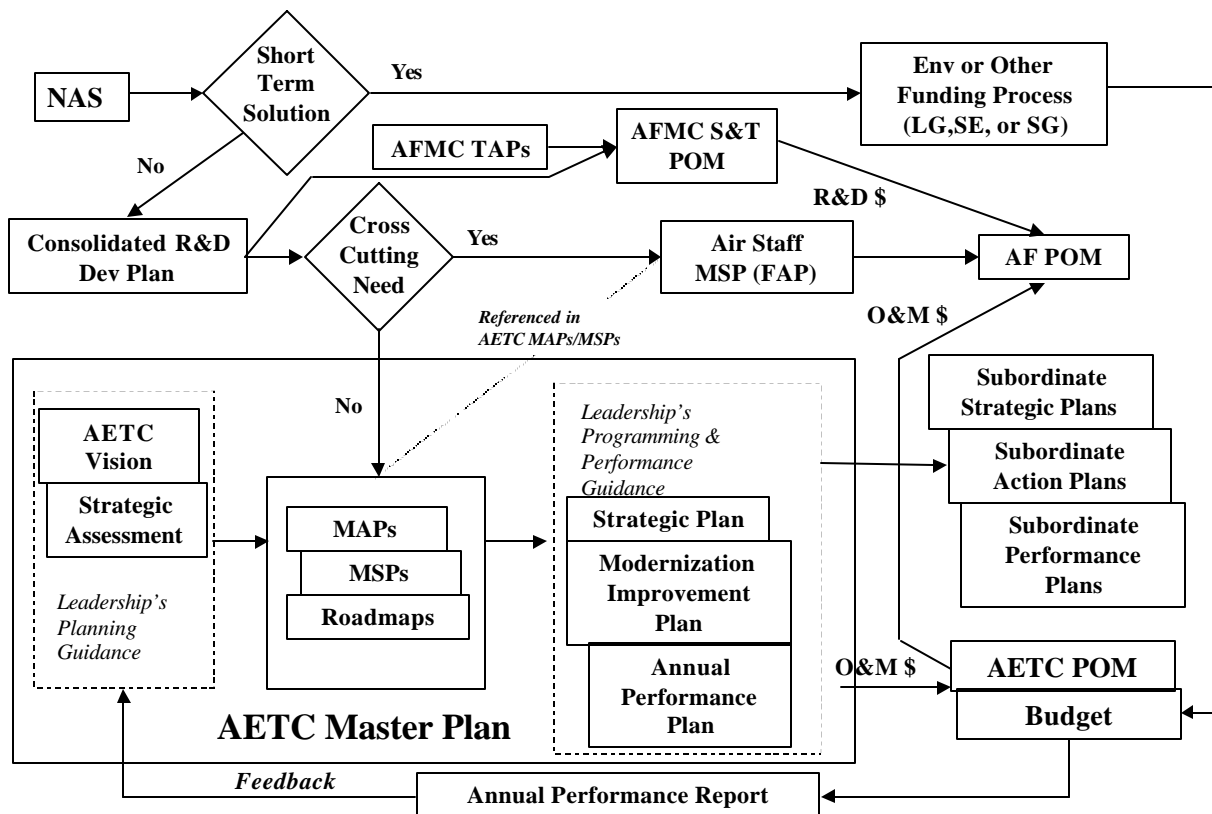 NAS
Short
Term
Solution
Yes
Env or Other
Funding Process
(LG,SE, or SG)
No
AFMC TAPs
AFMC S&T
POM
R&D $
Consolidated R&D
Dev Plan
Cross
Cutting
Need
Yes
Air Staff
MSP (FAP)
AF POM
Referenced in
AETC MAPs/MSPs
O&M $
No
AETC
Vision
Strategic
Assessment
Leadership's
Planning
Guidance
MAPs
MSPs
Roadmaps
Leadership's
Programming &
Performance
Guidance
Strategic Plan
Modernization
Improvement
Plan
Annual
Performance
Plan
Subordinate
Strategic Plans
Subordinate
Action Plans
Subordinate
Performance
Plans
O&M $
AETC POM
Budget
AETC Master Plan
Feedback
Annual Performance Report